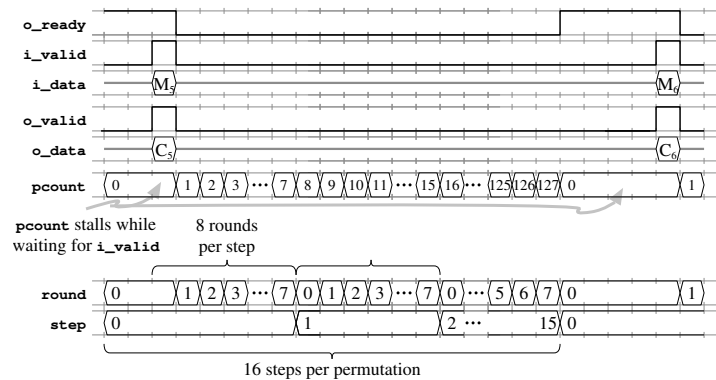 o_ready
i_valid
i_data M5 M6
o_valid
o_data C5 C6
pcount 0 1 2 3 ··· 7 8 9 10 11 ··· 15 16 ··· 125 126 127 0 1
pcount stalls while
waiting for i_valid
8 rounds
per step
round 0 1 2 3 ··· 7 0 1 2 3 ··· 7 0 ··· 5 6 7 0 1
step 0 1 2 ··· 15 0
16 steps per permutation